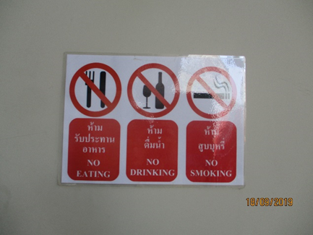 ห้าม
รับประทาน
อาหาร
NO
EATING
ห้าม
ดื่มน้ำ
NO
DRINKING
ห้าม
สูบบุหรี่
NO
SMOKING